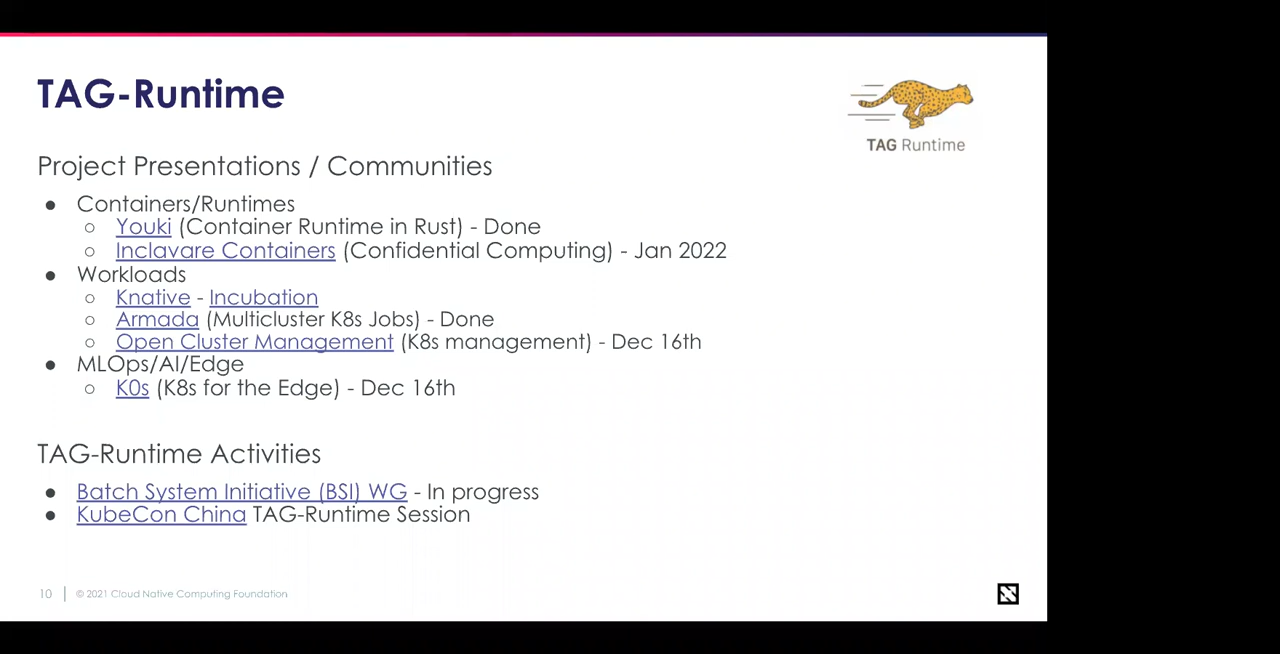 TAG-Runtime
TAG Runtime
Project Presentations / Communities
● Containers/Runtimes
○ Youki (Container Runtime in Rust) - Done
○ Inclavare Containers (Confidential Computing) - Jan 2022
● Workloads
○ Knative - Incubation
○ Armada (Multicluster K8s Jobs) - Done
○ Open Cluster Management (K8s management) - Dec 16th
● MLOps/AI/Edge
○ K0s (K8s for the Edge) - Dec 16th
TAG-Runtime Activities
● Batch System Initiative (BSI) WG - In progress
● KubeCon China TAG-Runtime Session
10 | © 2021 Cloud Native Computing Foundation